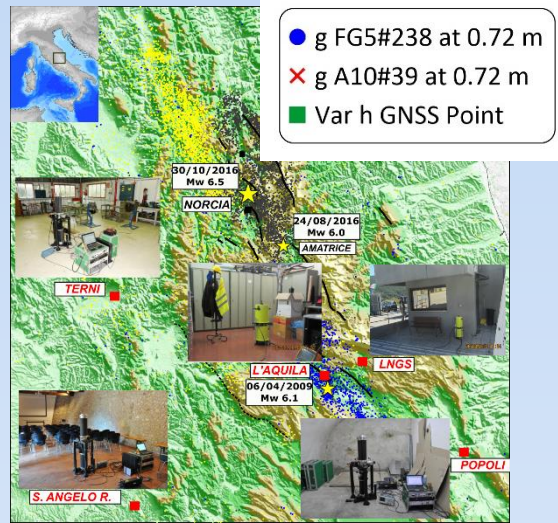 g FG5#238 at 0.72 m
g A10#39 at 0.72 m
Var h GNSS Point
30/10/2016
Mw 6.5
NORCIA
24/08/2016
Mw 6.0
AMATRICE
TERNI
L'AQUILA
LNGS
06/04/2009
Mw 6.1
POPOLI
S. ANGELO R.